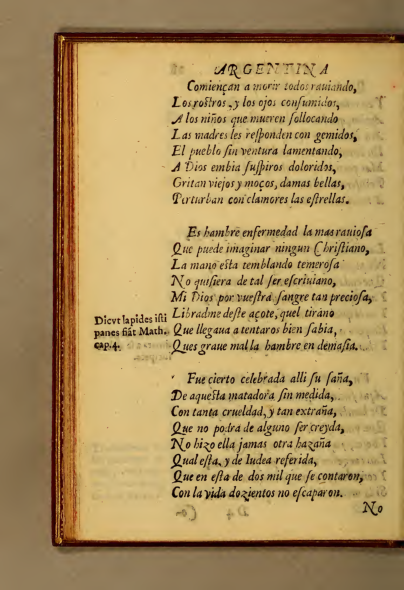 ARGENTINA
Comiençan a morir todos rauiando,
Los rostros, y los ojos consumidos,
A los niños que mueren sollocando
Las madres les responden con gemidos,
El pueblo sin ventura lamentando,
A Dios embia suspiros doloridos,
Gritan viejos y moços, damas bellas,
Perturban con clamores las estrellas.
Es hambre enfermedad la mas rauiosa
Que puede imaginar ningun Christiano,
La mano esta temblando temerosa
No quisiera de tal ser escriuiano,
Mi Dios por vuestra sangre tan preciosa,
Libradme deste açote, quel tirano
Que llegaua a tentaros bien sabia,
Ques graue mal la hambre en demasia.
Dicvt lapides isti
panes fiāt Math.
cap.4.
Fue cierto celebrada alli su saña,
De aquesta matadora sin medida,
Con tanta crueldad, y tan estraña,
Que no podra de alguno ser creyda,
No hizo ella jamas otra hazaña
Qual esta, y de Iudea referida,
Que en esta de dos mil que se contaron,
Con la vida dozientos no escaparon.
No